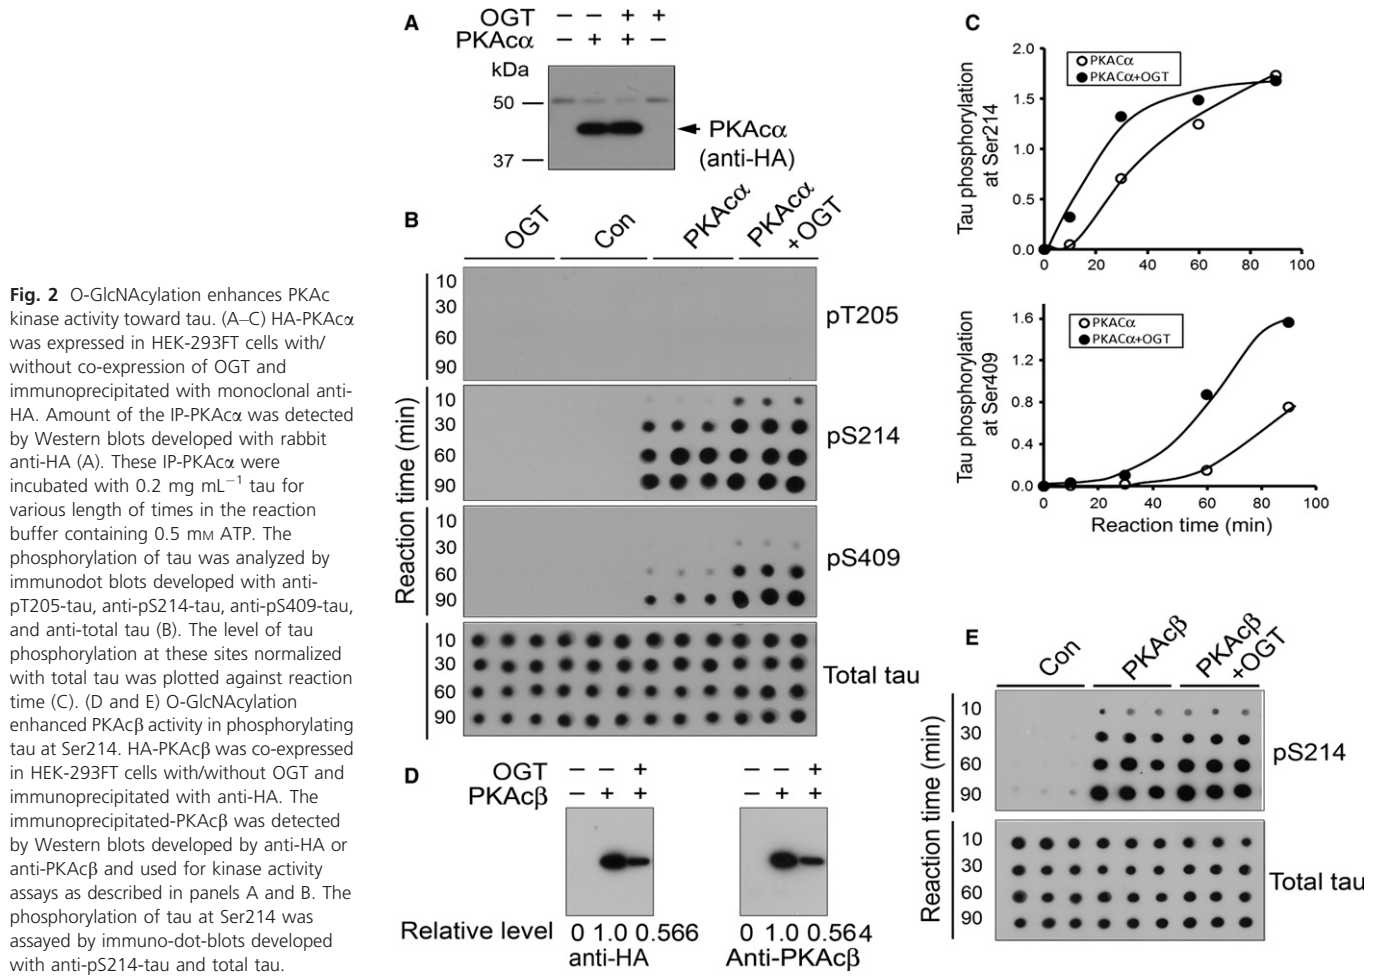 Fig. 2 O-GlcNAcylation enhances PKAc
kinase activity toward tau. (A–C) HA-PKAcα
was expressed in HEK-293FT cells with/
without co-expression of OGT and
immunoprecipitated with monoclonal anti-
HA. Amount of the IP-PKAcα was detected
by Western blots developed with rabbit
anti-HA (A). These IP-PKAcα were
incubated with 0.2 mg mL⁻¹ tau for
various length of times in the reaction
buffer containing 0.5 mM ATP. The
phosphorylation of tau was analyzed by
immunodot blots developed with anti-
pT205-tau, anti-pS214-tau, anti-pS409-tau,
and anti-total tau (B). The level of tau
phosphorylation at these sites normalized
with total tau was plotted against reaction
time (C). (D and E) O-GlcNAcylation
enhanced PKAcβ activity in phosphorylating
tau at Ser214. HA-PKAcβ was co-expressed
in HEK-293FT cells with/without OGT and
immunoprecipitated with anti-HA. The
immunoprecipitated-PKAcβ was detected
by Western blots developed by anti-HA or
anti-PKAcβ and used for kinase activity
assays as described in panels A and B. The
phosphorylation of tau at Ser214 was
assayed by immuno-dot-blots developed
with anti-pS214-tau and total tau.
A
OGT − − + +
PKAcα − + + −
kDa
50
37
PKAcα
(anti-HA)
B
OGT
Con
PKAcα
PKAcα
+OGT
Reaction time (min)
10
30
60
90
pT205
10
30
60
90
pS214
10
30
60
90
pS409
10
30
60
90
Total tau
C
Tau phosphorylation
at Ser214
2.0
1.5
1.0
0.5
0.0
PKACα
PKACα+OGT
0 20 40 60 80 100
Tau phosphorylation
at Ser409
1.6
1.2
0.8
0.4
0.0
PKACα
PKACα+OGT
0 20 40 60 80 100
Reaction time (min)
D
OGT − − + − − +
PKAcβ − + + − + +
Relative level 0 1.0 0.566 0 1.0 0.564
anti-HA Anti-PKAcβ
E
Con
PKAcβ
PKAcβ
+OGT
Reaction time (min)
10
30
60
90
pS214
10
30
60
90
Total tau